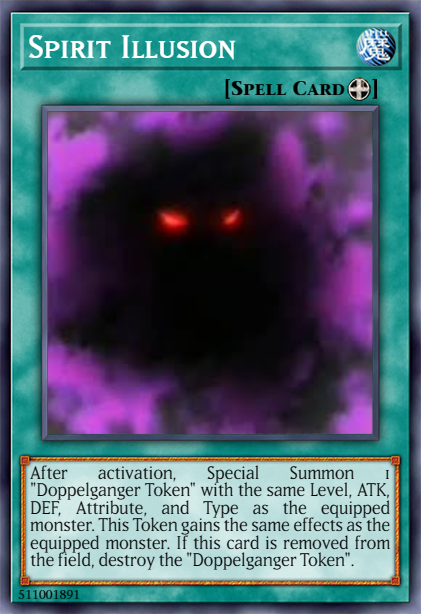 Spirit Illusion
魔
[Spell Card]
After activation, Special Summon 1
"Doppelganger Token" with the same Level, ATK,
DEF, Attribute, and Type as the equipped
monster. This Token gains the same effects as the
equipped monster. If this card is removed from
the field, destroy the "Doppelganger Token".
511001891